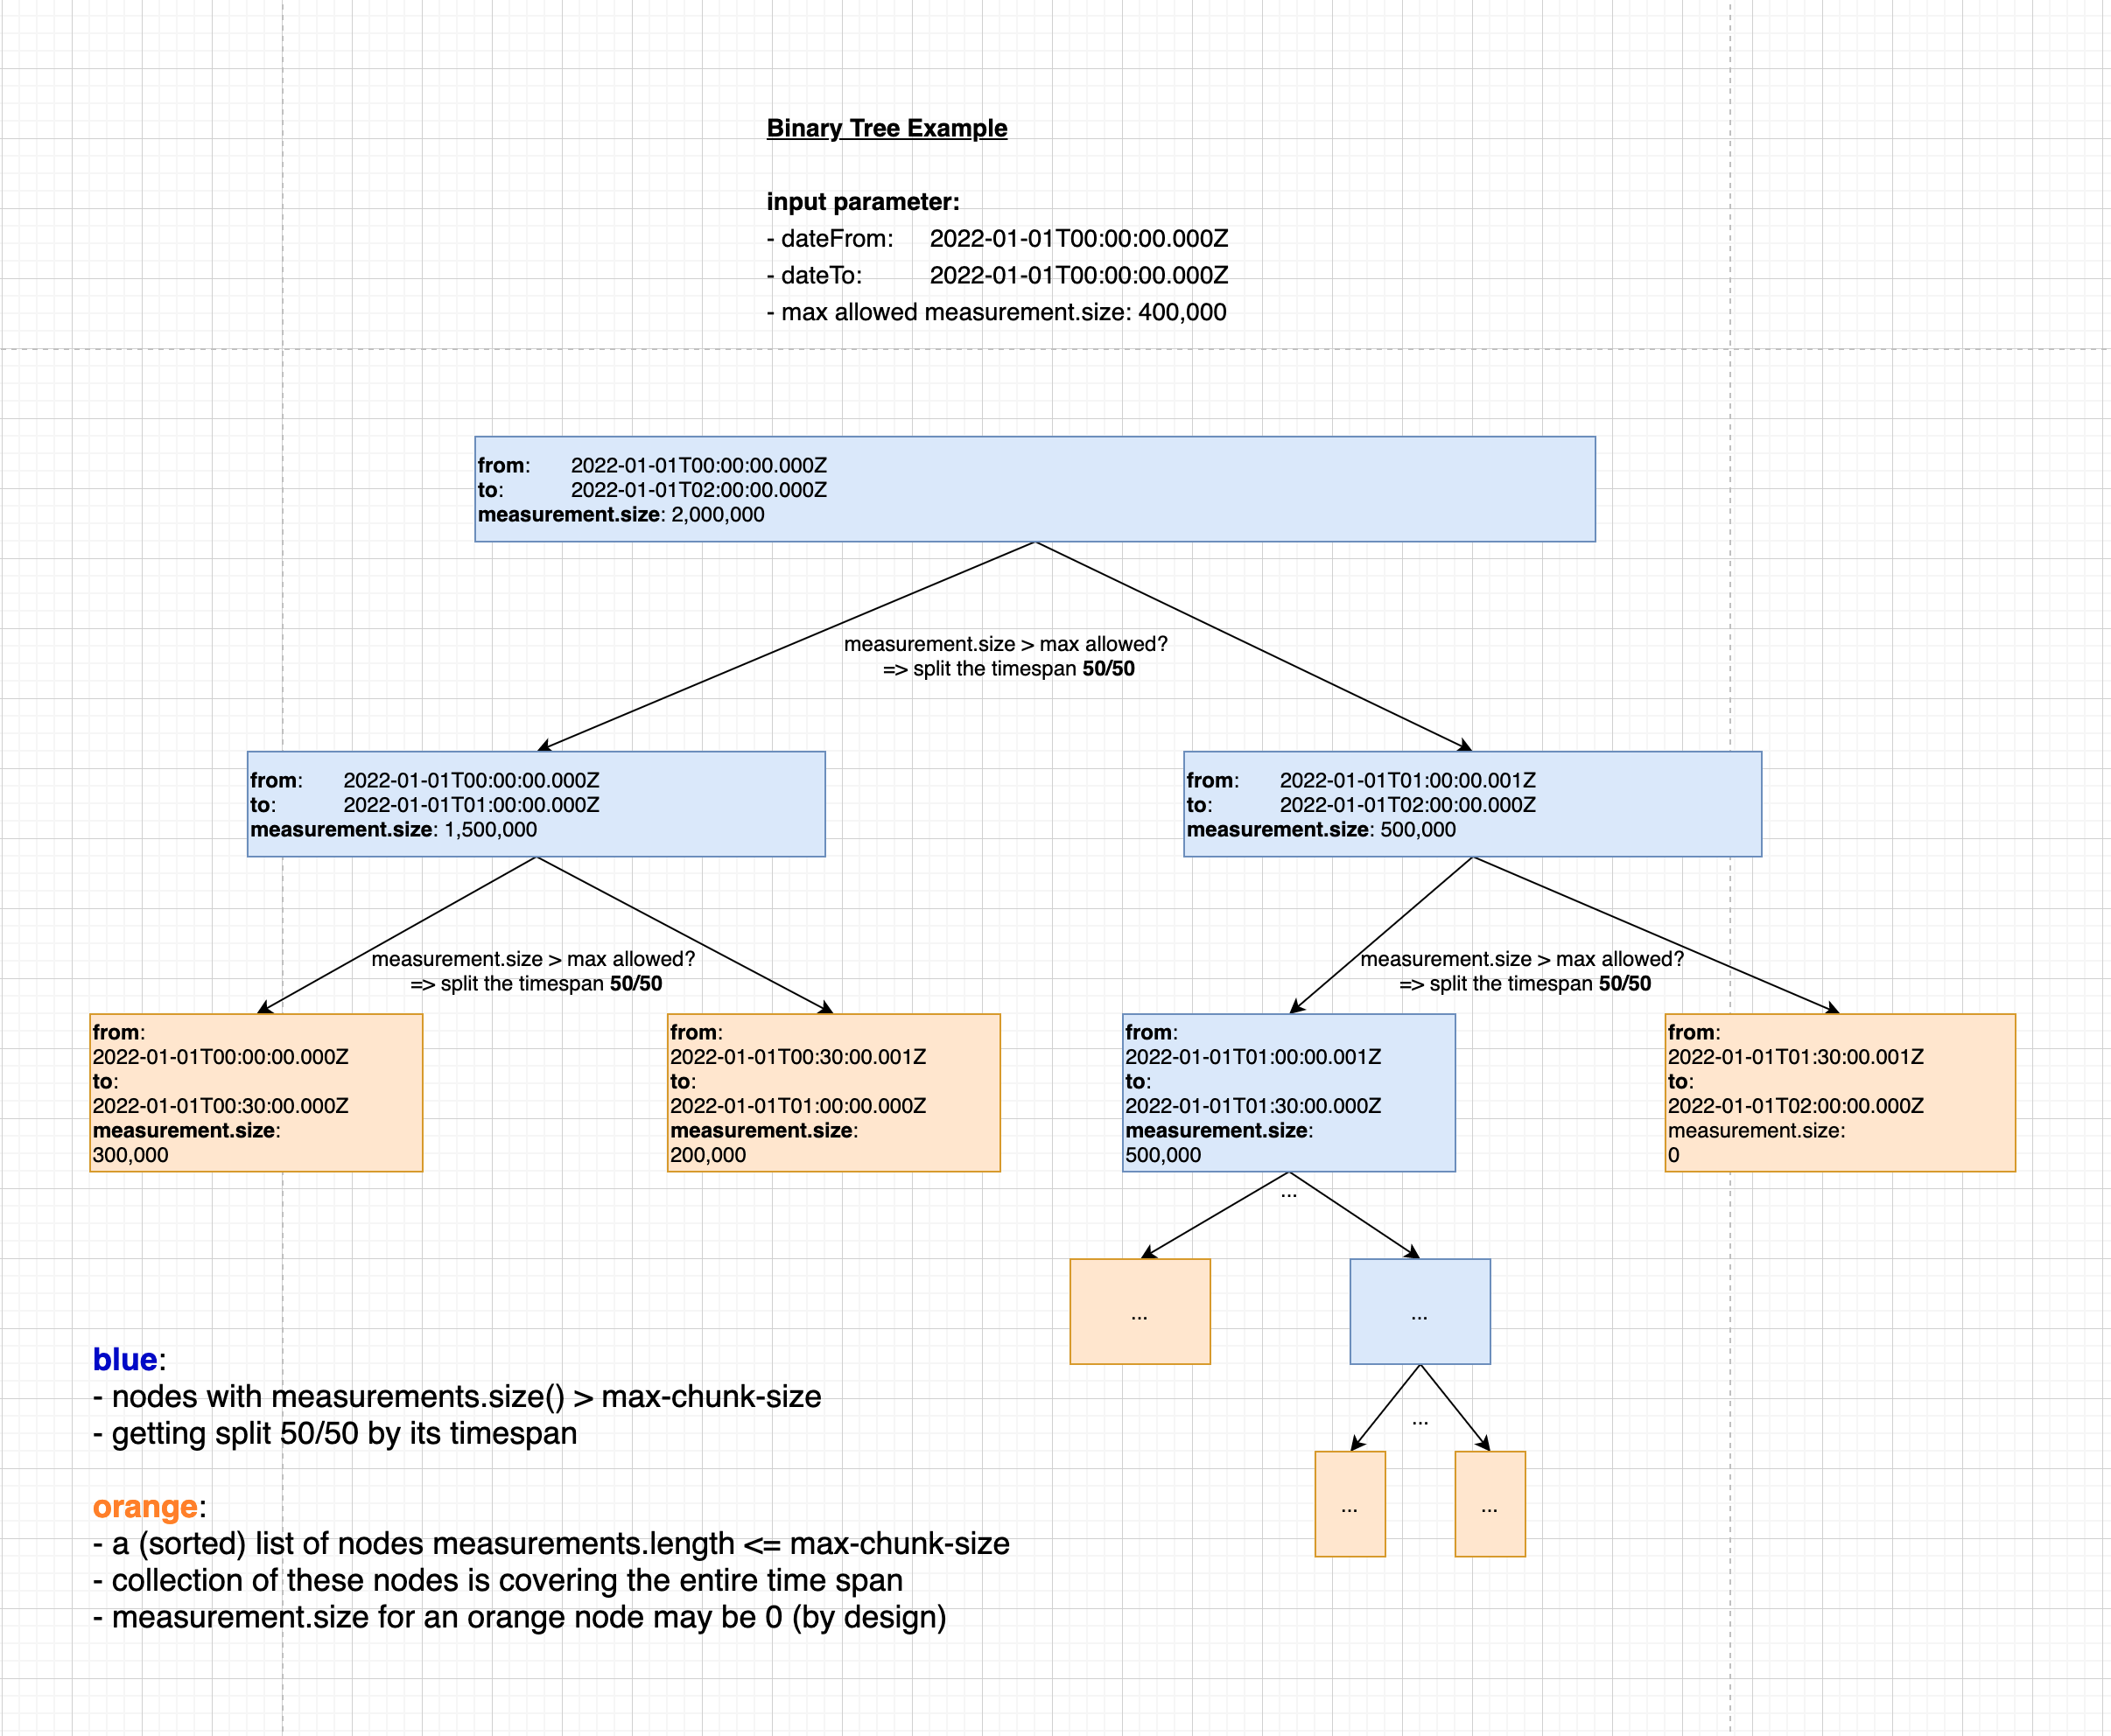 Binary Tree Example
input parameter:
- dateFrom: 2022-01-01T00:00:00.000Z
- dateTo: 2022-01-01T00:00:00.000Z
- max allowed measurement.size: 400,000
from: 2022-01-01T00:00:00.000Z
to: 2022-01-01T02:00:00.000Z
measurement.size: 2,000,000
measurement.size > max allowed?
=> split the timespan 50/50
from: 2022-01-01T00:00:00.000Z
to: 2022-01-01T01:00:00.000Z
measurement.size: 1,500,000
from: 2022-01-01T01:00:00.001Z
to: 2022-01-01T02:00:00.000Z
measurement.size: 500,000
measurement.size > max allowed?
=> split the timespan 50/50
measurement.size > max allowed?
=> split the timespan 50/50
from:
2022-01-01T00:00:00.000Z
to:
2022-01-01T00:30:00.000Z
measurement.size:
300,000
from:
2022-01-01T00:30:00.001Z
to:
2022-01-01T01:00:00.000Z
measurement.size:
200,000
from:
2022-01-01T01:00:00.001Z
to:
2022-01-01T01:30:00.000Z
measurement.size:
500,000
from:
2022-01-01T01:30:00.001Z
to:
2022-01-01T02:00:00.000Z
measurement.size:
0
...
...
...
...
...
...
blue:
- nodes with measurements.size() > max-chunk-size
- getting split 50/50 by its timespan
orange:
- a (sorted) list of nodes measurements.length <= max-chunk-size
- collection of these nodes is covering the entire time span
- measurement.size for an orange node may be 0 (by design)